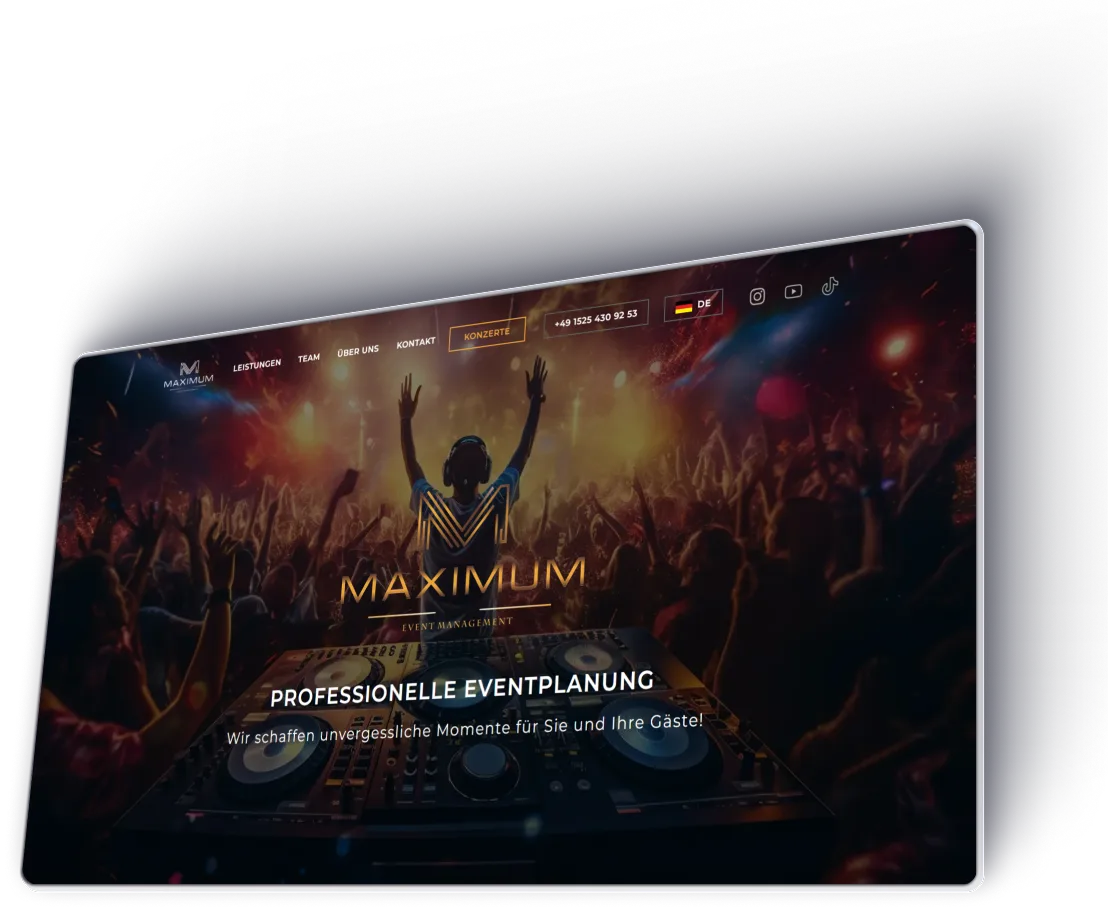 MAXIMUM
LEISTUNGEN
TEAM
ÜBER UNS
KONTAKT
KONZERTE
+49 1525 430 92 53
DE
MAXIMUM
EVENT MANAGEMENT
PROFESSIONELLE EVENTPLANUNG
Wir schaffen unvergessliche Momente für Sie und Ihre Gäste!